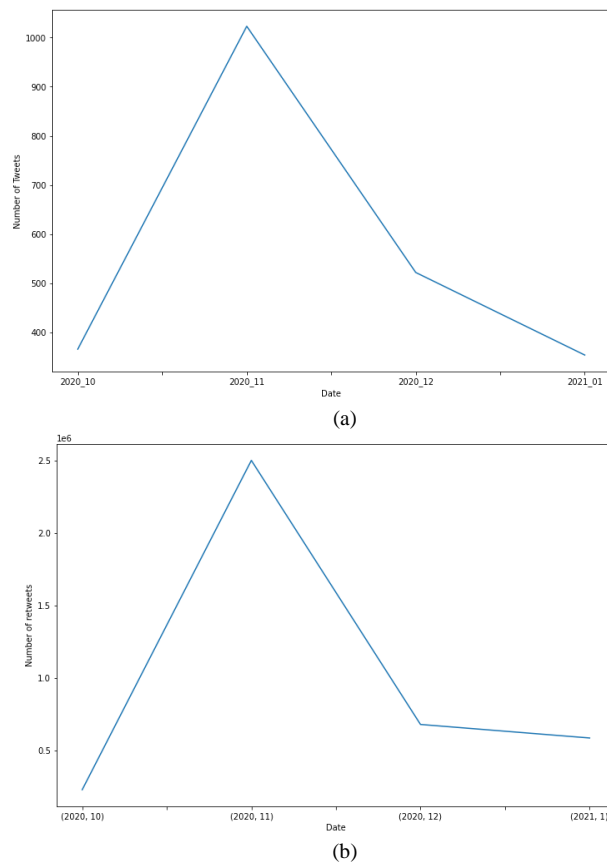 1000
900
800
Number of Tweets
700
600
500
400
2020_10
2020_11
2020_12
2021_01
Date
(a)
1e6
2.5
2.0
Number of retweets
1.5
1.0
0.5
(2020, 10)
(2020, 11)
(2020, 12)
(2021, 1)
Date
(b)